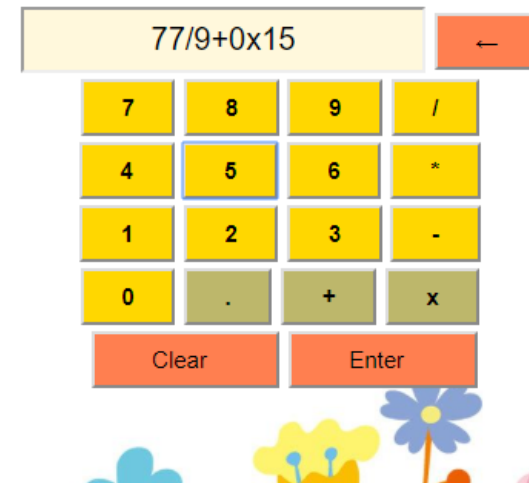 77/9+0x15 ←
7 8 9 /
4 5 6 *
1 2 3 -
0 . + x
Clear Enter